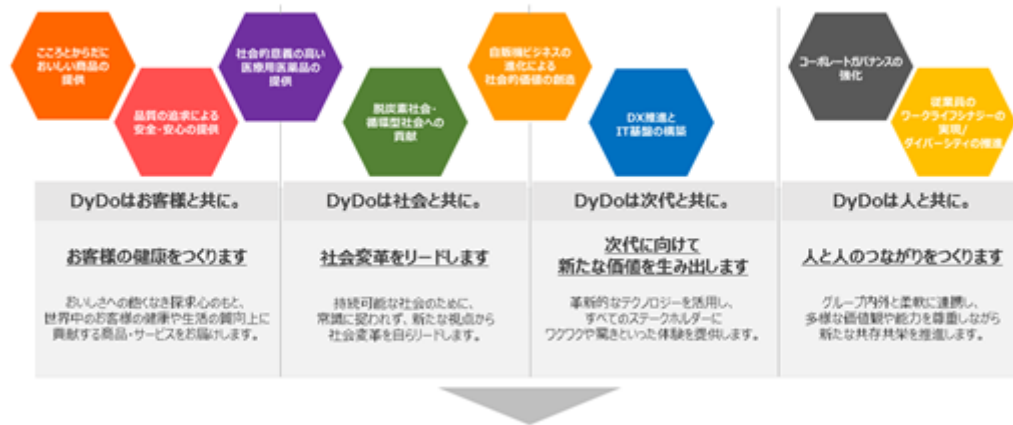 こころとからだに
おいしい商品の
提供
品質の追求による
安全・安心の提供
社会的意義の高い
医療用医薬品の
提供
脱炭素社会・
循環型社会への
貢献
自販機ビジネスの
進化による
社会的価値の創造
DX推進と
IT基盤の構築
コーポレートガバナンスの
強化
従業員の
ワークライフシナジーの
実現/
ダイバーシティの推進
DyDoはお客様と共に。
お客様の健康をつくります
おいしさへの飽くなき探求心のもと、
世界中のお客様の健康や生活の質向上に
貢献する商品・サービスをお届けします。
DyDoは社会と共に。
社会変革をリードします
持続可能な社会のために、
常識に捉われず、新たな視点から
社会変革を自らリードします。
DyDoは次代と共に。
次代に向けて
新たな価値を生み出します
革新的なテクノロジーを活用し、
すべてのステークホルダーに
ワクワクや驚きといった体験を提供します。
DyDoは人と共に。
人と人のつながりをつくります
グループ内外と柔軟に連携し、
多様な価値観や能力を尊重しながら
新たな共存共栄を推進します。